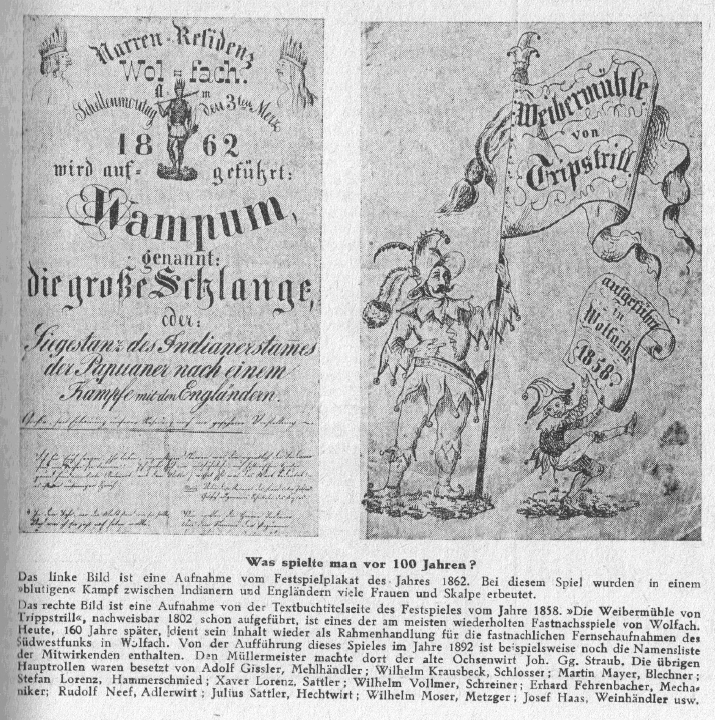 Narren-Residenz
Wolfach.
Am
Schellenmontag den 3ten März
1862
wird auf- geführt:
Wampum,
genannt:
die große Schlange,
oder:
Siegestanz des Indianerstames
der Papuaner nach einem
Kampfe mit den Engländern.
Weibermühle
von
Tripstrill
aufgeführt
in
Wolfach
1858.
Was spielte man vor 100 Jahren?
Das linke Bild ist eine Aufnahme vom Festspielplakat des Jahres 1862. Bei diesem Spiel wurden in einem
»blutigen« Kampf zwischen Indianern und Engländern viele Frauen und Skalpe erbeutet.
Das rechte Bild ist eine Aufnahme von der Textbuchtitelseite des Festspieles vom Jahre 1858. »Die Weibermühle von
Trippstrill«, nachweisbar 1802 schon aufgeführt, ist eines der am meisten wiederholten Fastnachsspiele von Wolfach.
Heute, 160 Jahre später, dient sein Inhalt wieder als Rahmenhandlung für die fastnachlichen Fernsehaufnahmen des
Südwestfunks in Wolfach. Von der Aufführung dieses Spieles im Jahre 1892 ist beispielsweise noch die Namensliste
der Mitwirkenden enthalten. Den Müllermeister machte dort der alte Ochsenwirt Joh. Gg. Straub. Die übrigen
Hauptrollen waren besetzt von Adolf Gissler, Mehlhändler; Wilhelm Krausbeck, Schlosser; Martin Mayer, Blechner;
Stefan Lorenz, Hammerschmied; Xaver Lorenz, Sattler; Wilhelm Vollmer, Schreiner; Erhard Fehrenbacher, Mecha-
niker; Rudolf Neef, Adlerwirt; Julius Sattler, Hechtwirt; Wilhelm Moser, Metzger; Josef Haas, Weinhändler usw.